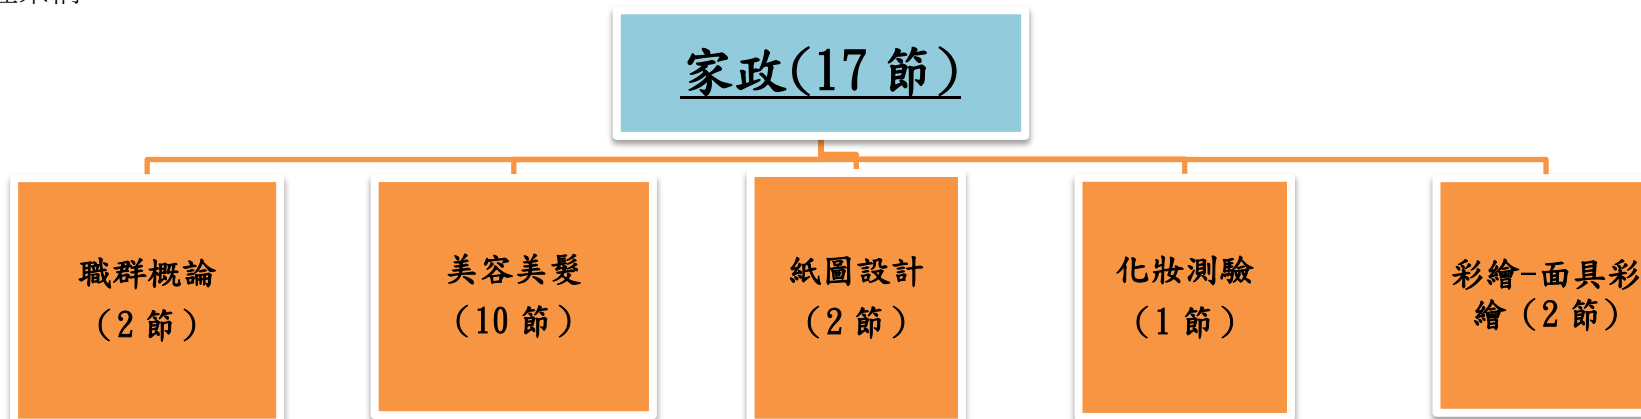 家政(17 節)
職群概論
(2 節)
美容美髮
(10 節)
紙圖設計
(2 節)
化妝測驗
(1 節)
彩繪-面具彩
繪(2 節)